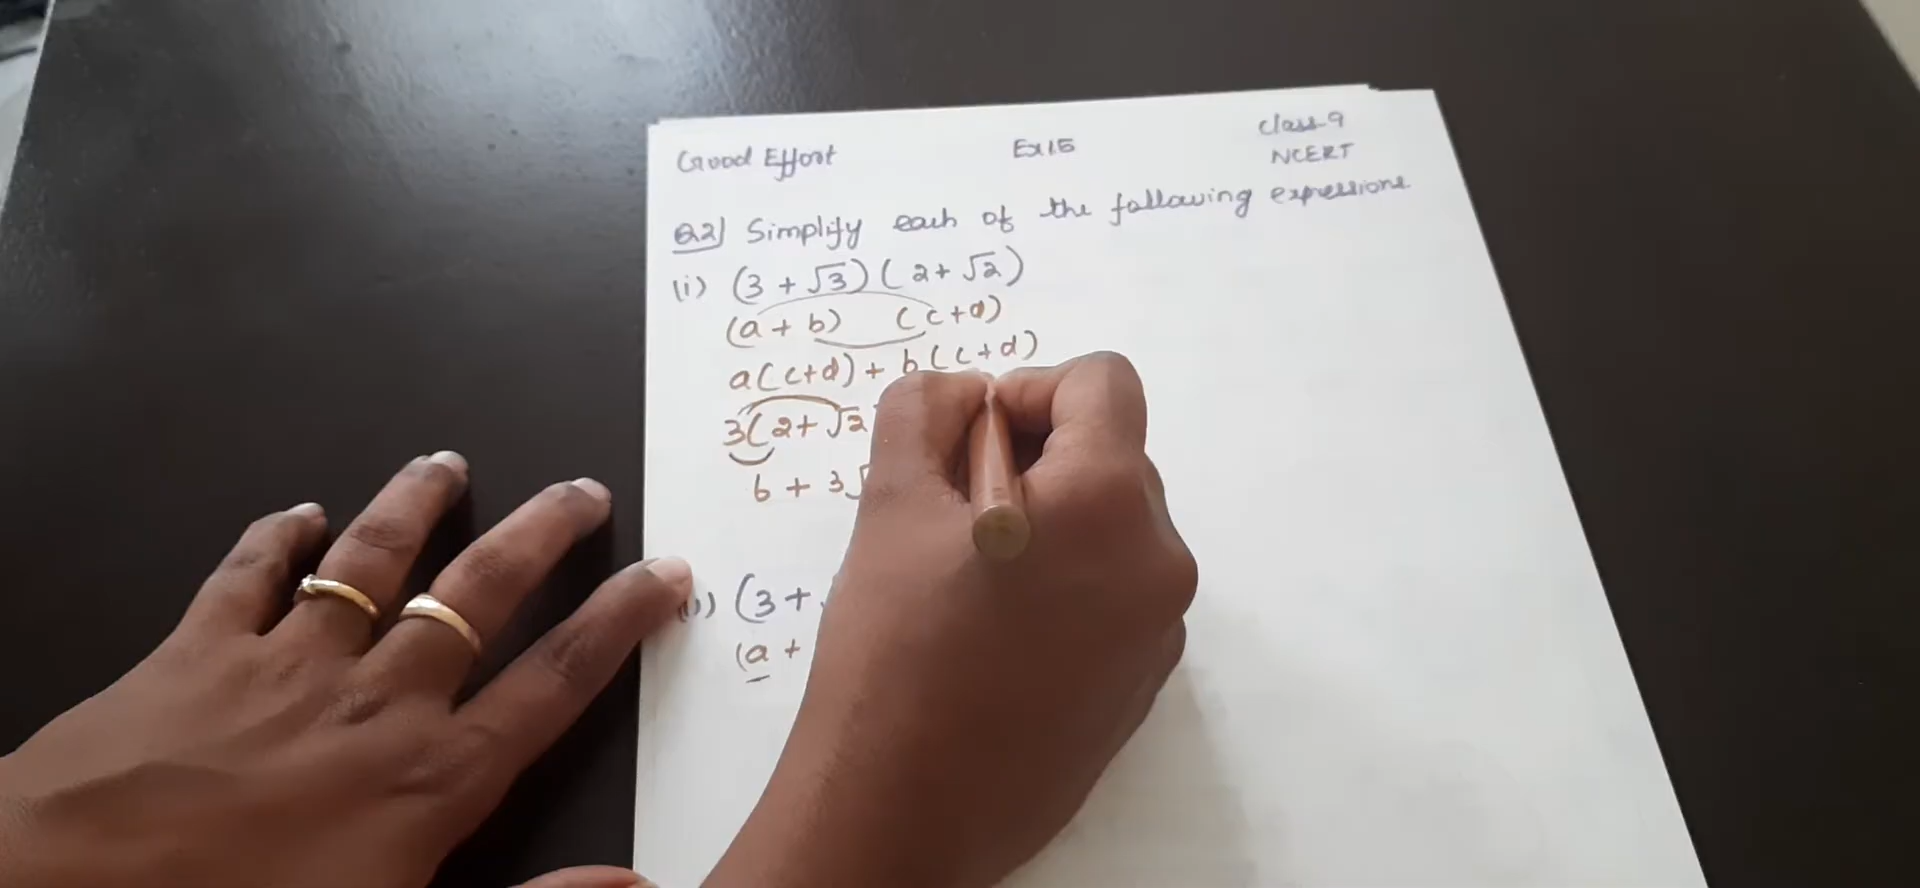 Good Effort Ex1.5 Class-9
NCERT
Q2) Simplify each of the following expressions
(i) (3 + √3) (2 + √2)
(a + b) (c+d)
a(c+d) + b(c+d)
3(2+ √2
6 + 3√
) (3+
(a +